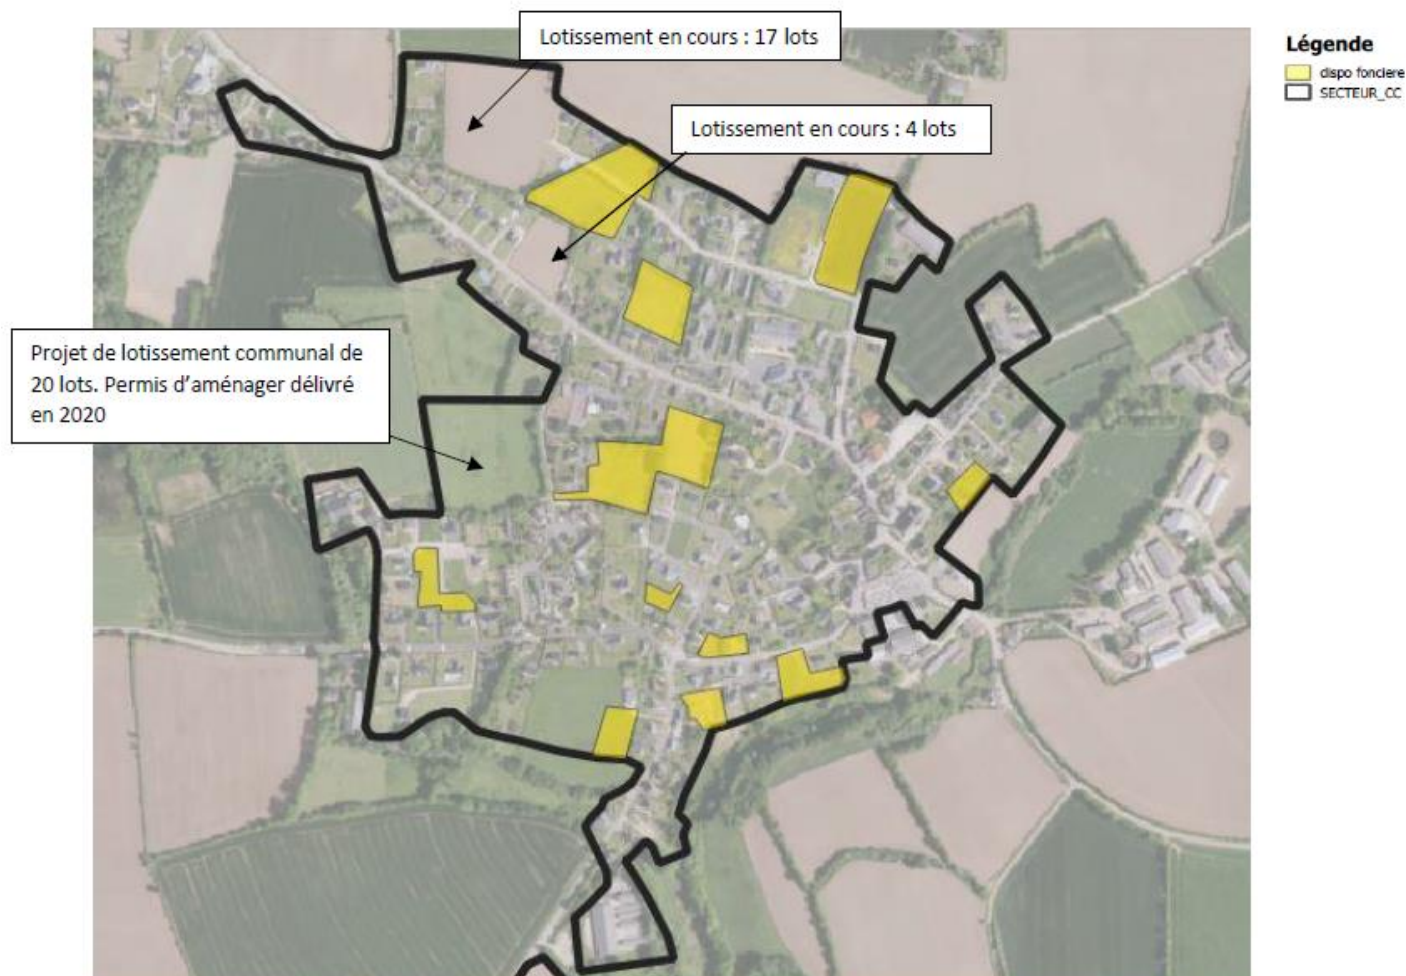 Lotissement en cours : 17 lots
Légende
dispo fonciere
SECTEUR_CC
Lotissement en cours : 4 lots
Projet de lotissement communal de
20 lots. Permis d'aménager délivré
en 2020